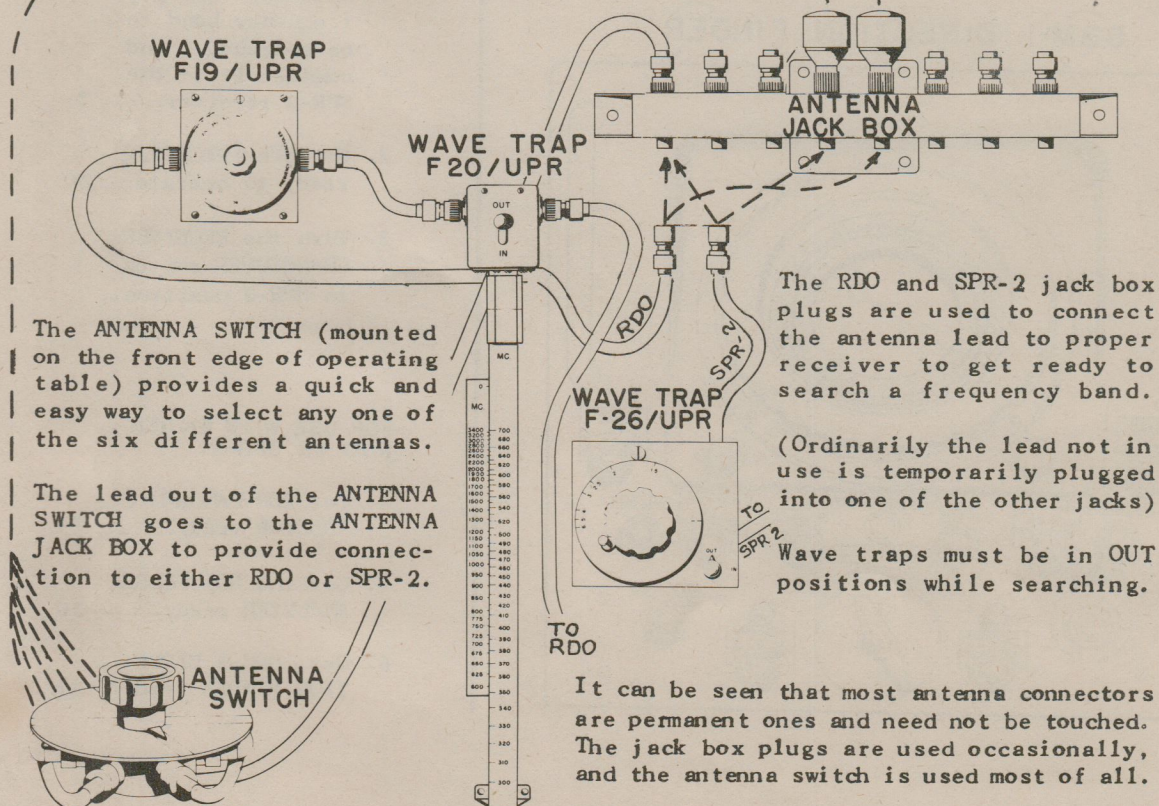 WAVE TRAP
F19/UPR
WAVE TRAP
F20/UPR
OUT
IN
ANTENNA
JACK BOX
RDO
SPR-2
The ANTENNA SWITCH (mounted
on the front edge of operating
table) provides a quick and
easy way to select any one of
the six different antennas.
The lead out of the ANTENNA
SWITCH goes to the ANTENNA
JACK BOX to provide connec-
tion to either RDO or SPR-2.
ANTENNA
SWITCH
MC
0
MC
TO
RDO
WAVE TRAP
F-26/UPR
OUT
IN
TO
SPR 2
The RDO and SPR-2 jack box
plugs are used to connect
the antenna lead to proper
receiver to get ready to
search a frequency band.
(Ordinarily the lead not in
use is temporarily plugged
into one of the other jacks)
Wave traps must be in OUT
positions while searching.
It can be seen that most antenna connectors
are permanent ones and need not be touched.
The jack box plugs are used occasionally,
and the antenna switch is used most of all.